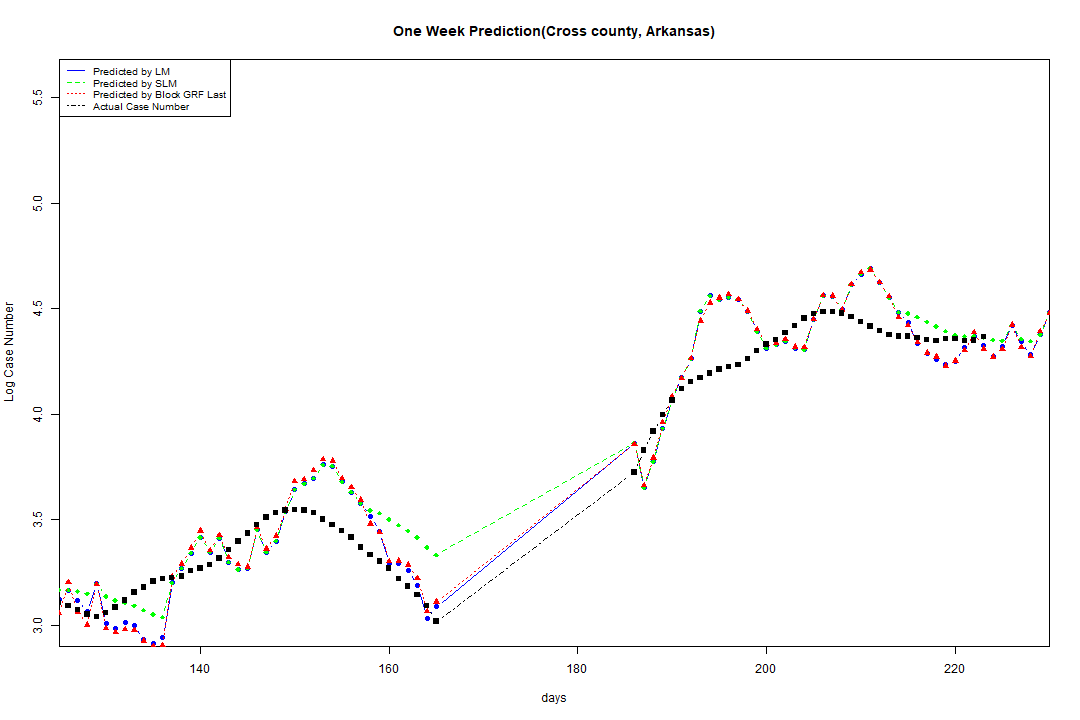 One Week Prediction(Cross county, Arkansas)
Predicted by LM
Predicted by SLM
Predicted by Block GRF Last
Actual Case Number
5.5
5.0
4.5
4.0
3.5
3.0
Log Case Number
140 160 180 200 220
days